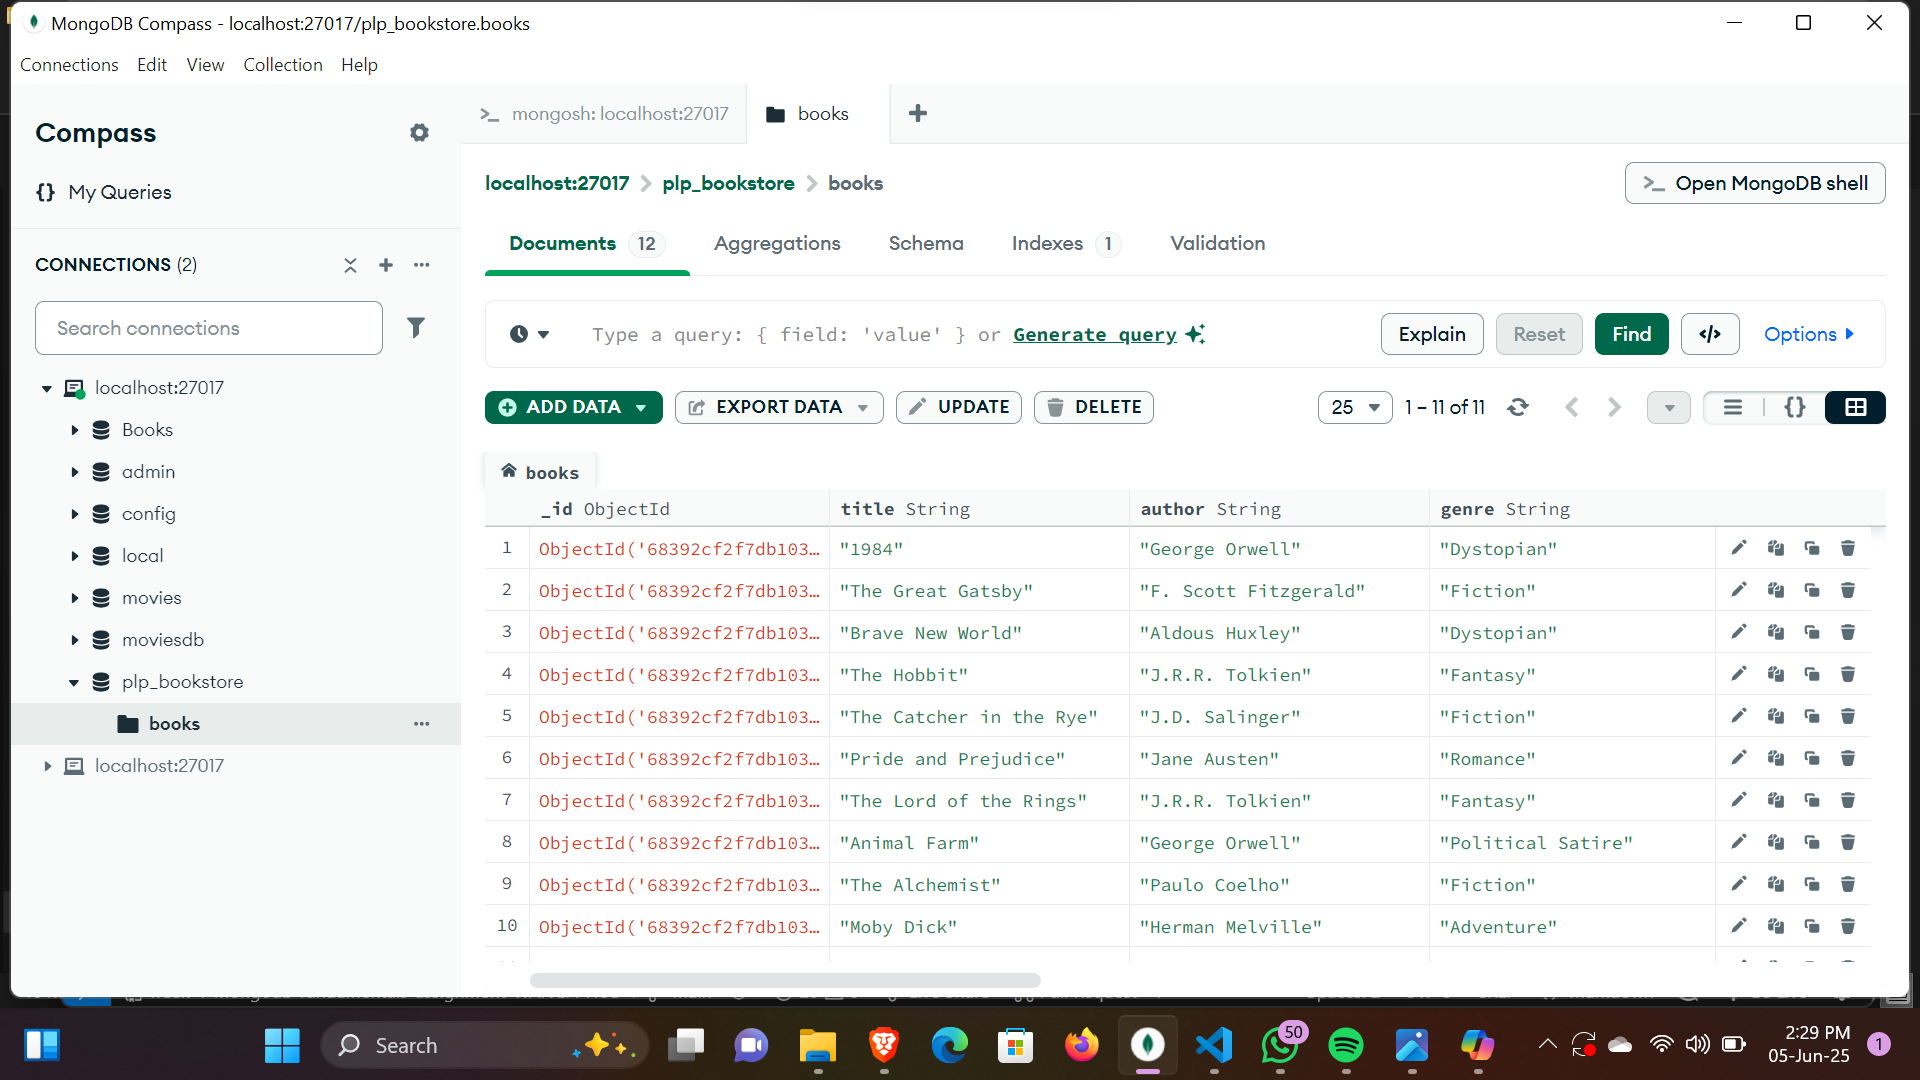 MongoDB Compass - localhost:27017/plp_bookstore.books
Connections Edit View Collection Help
Compass
My Queries
CONNECTIONS (2)
Search connections
localhost:27017
Books
admin
config
local
movies
moviesdb
plp_bookstore
books
localhost:27017
mongosh: localhost:27017
books
localhost:27017 > plp_bookstore > books
Open MongoDB shell
Documents 12 Aggregations Schema Indexes 1 Validation
Type a query: { field: 'value' } or Generate query
Explain Reset Find </> Options
ADD DATA EXPORT DATA UPDATE DELETE 25 1 – 11 of 11 {}
books
_id ObjectId title String author String genre String
1 ObjectId('68392cf2f7db103… "1984" "George Orwell" "Dystopian"
2 ObjectId('68392cf2f7db103… "The Great Gatsby" "F. Scott Fitzgerald" "Fiction"
3 ObjectId('68392cf2f7db103… "Brave New World" "Aldous Huxley" "Dystopian"
4 ObjectId('68392cf2f7db103… "The Hobbit" "J.R.R. Tolkien" "Fantasy"
5 ObjectId('68392cf2f7db103… "The Catcher in the Rye" "J.D. Salinger" "Fiction"
6 ObjectId('68392cf2f7db103… "Pride and Prejudice" "Jane Austen" "Romance"
7 ObjectId('68392cf2f7db103… "The Lord of the Rings" "J.R.R. Tolkien" "Fantasy"
8 ObjectId('68392cf2f7db103… "Animal Farm" "George Orwell" "Political Satire"
9 ObjectId('68392cf2f7db103… "The Alchemist" "Paulo Coelho" "Fiction"
10 ObjectId('68392cf2f7db103… "Moby Dick" "Herman Melville" "Adventure"
Search
50
2:29 PM
05-Jun-25
1